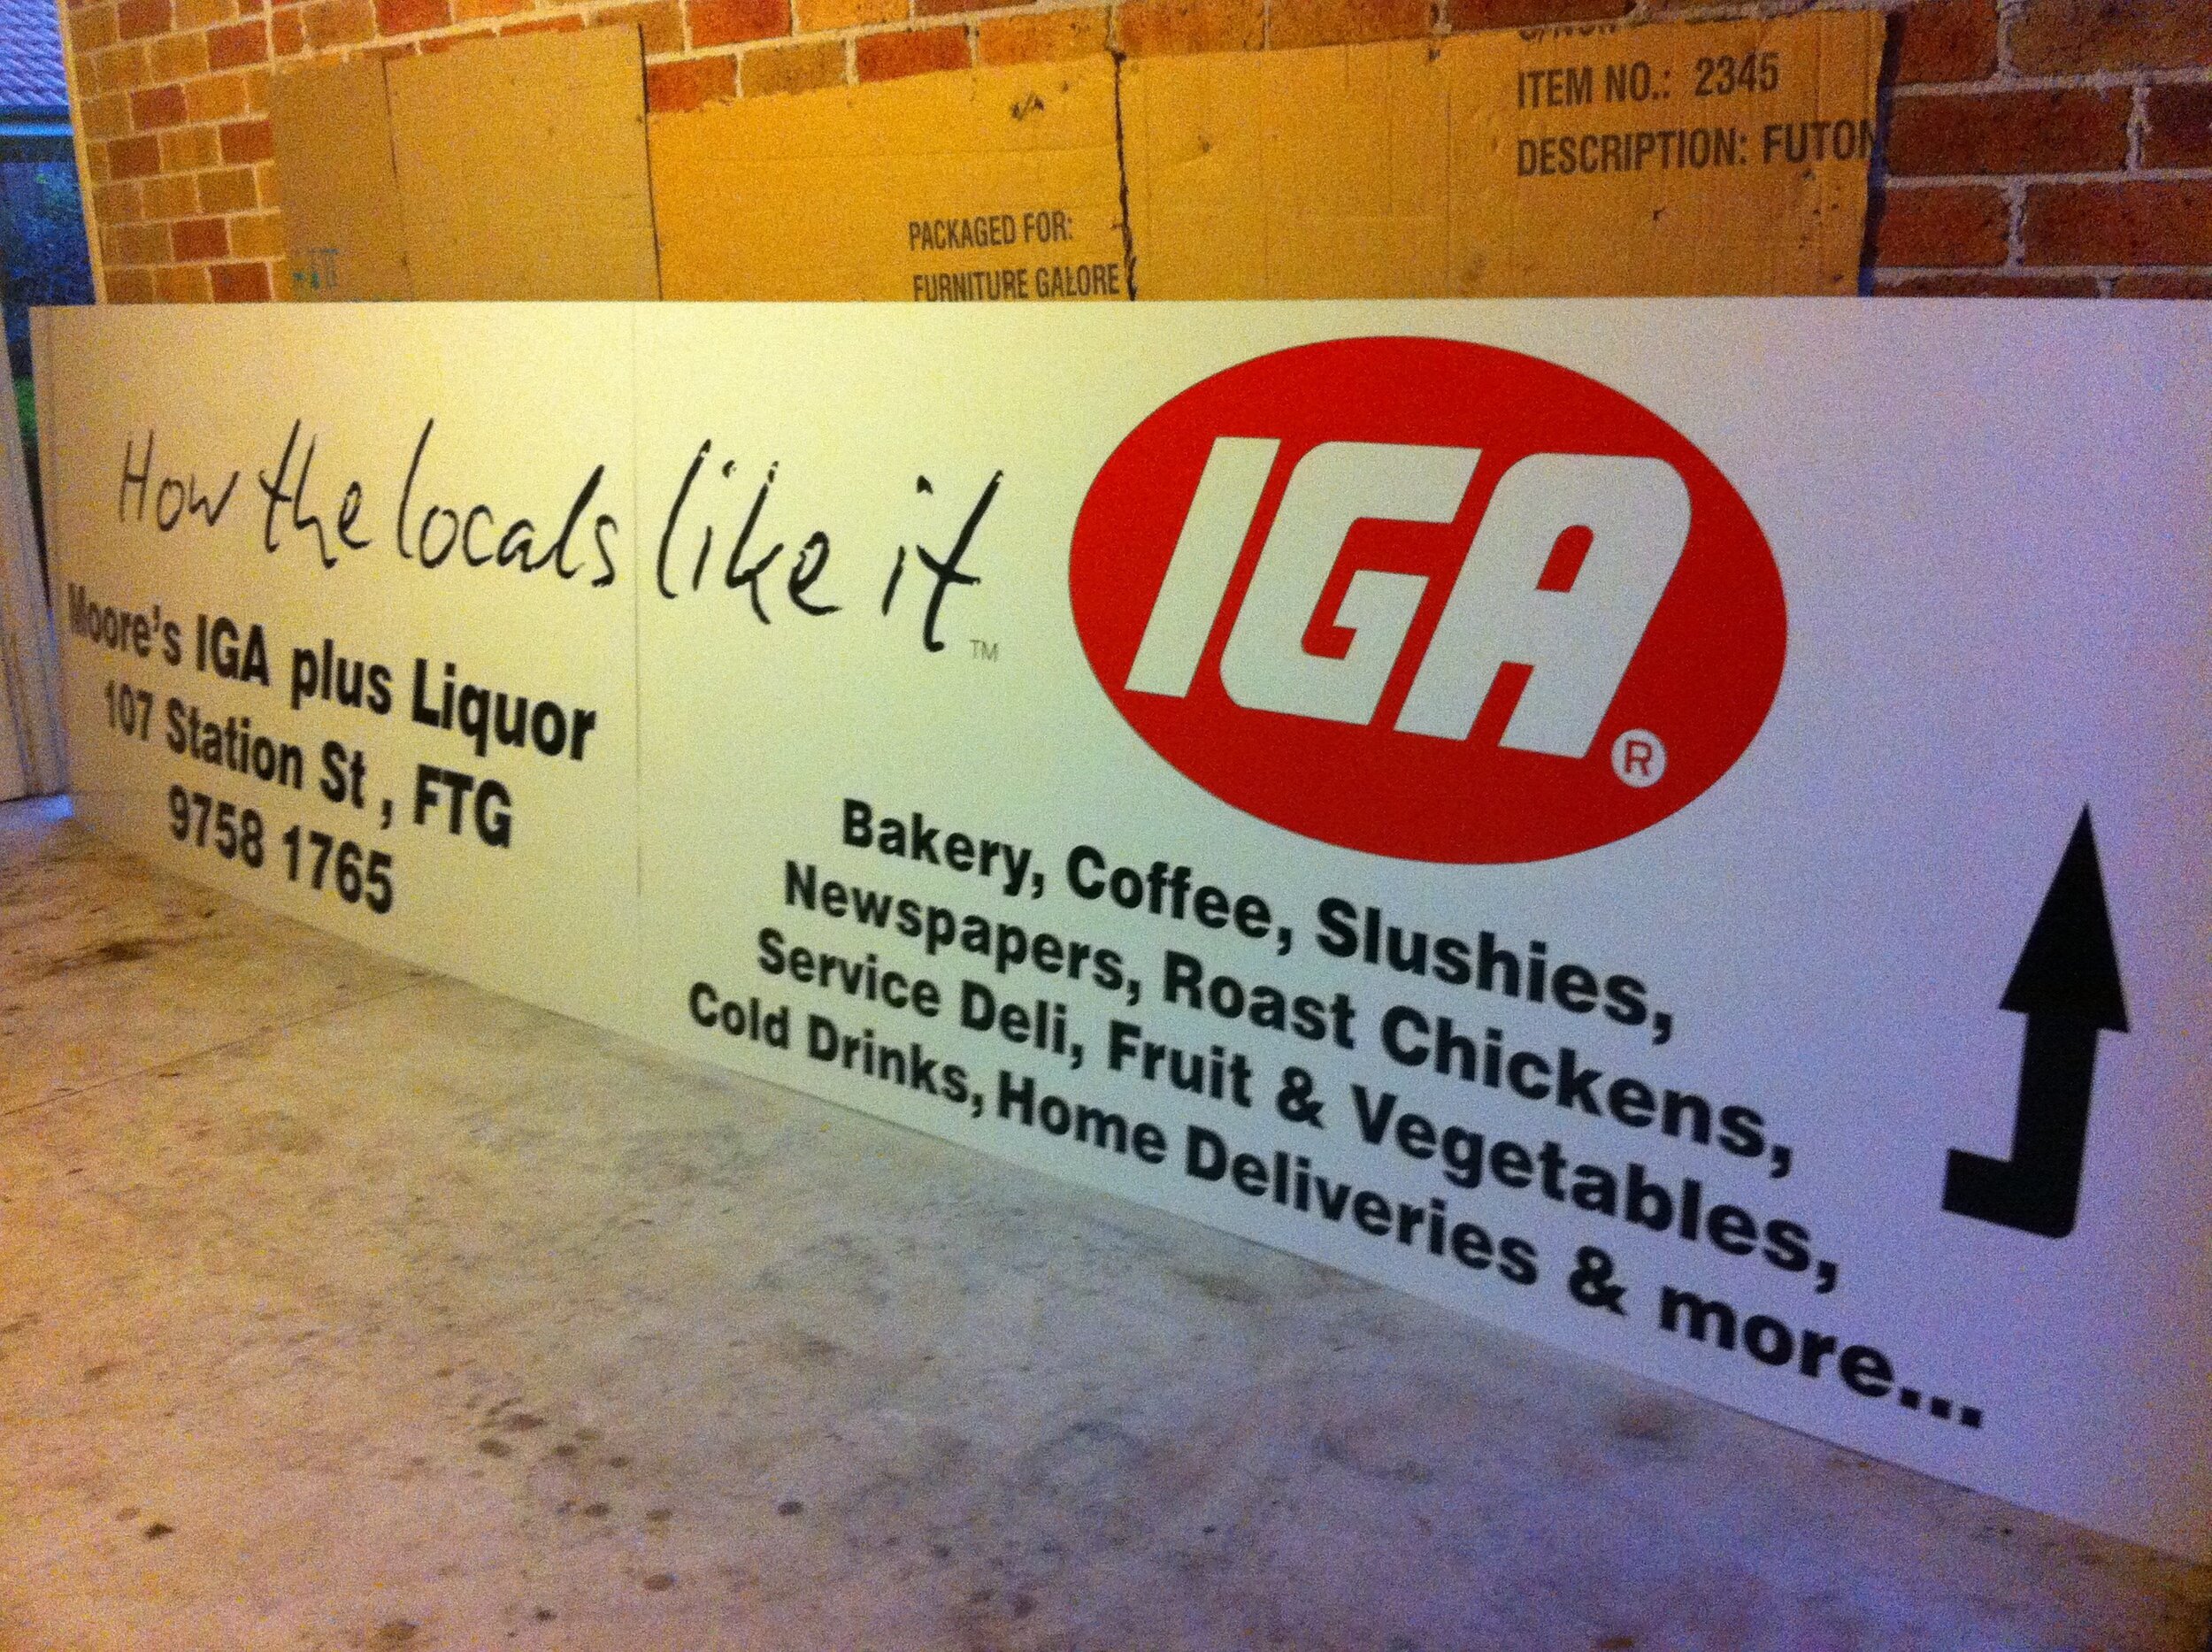 ITEM NO.: 2345
DESCRIPTION: FUTON
PACKAGED FOR:
FURNITURE GALORE
How the locals like it™
Moore's IGA plus Liquor
107 Station St , FTG
9758 1765
IGA®
Bakery, Coffee, Slushies,
Newspapers, Roast Chickens,
Service Deli, Fruit & Vegetables,
Cold Drinks, Home Deliveries & more...